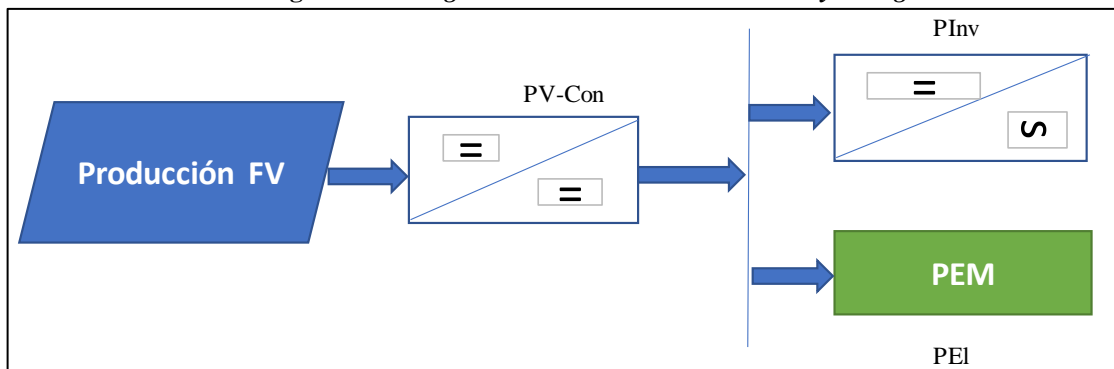 PInv
PV-Con
=
S
Producción FV
=
=
PEM
PEl